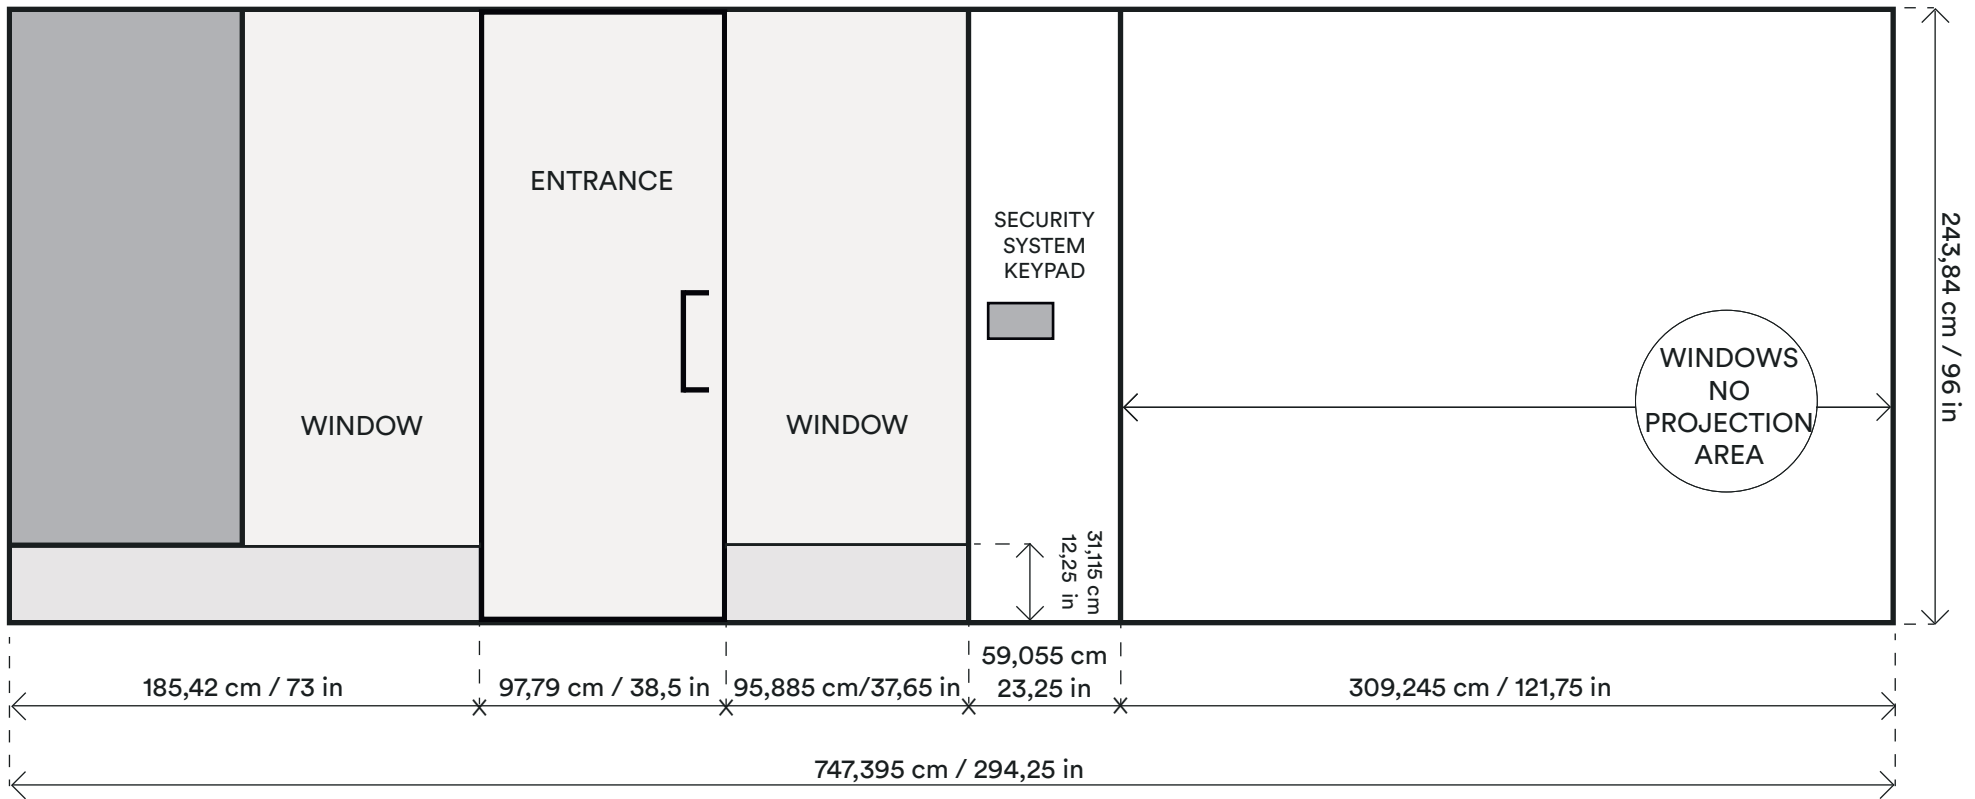 ENTRANCE
SECURITY
SYSTEM
KEYPAD
WINDOW
WINDOW
WINDOWS
NO
PROJECTION
AREA
243,84 cm / 96 in
31,115 cm
12,25 in
185,42 cm / 73 in
97,79 cm / 38,5 in
95,885 cm/37,65 in
59,055 cm
23,25 in
309,245 cm / 121,75 in
747,395 cm / 294,25 in